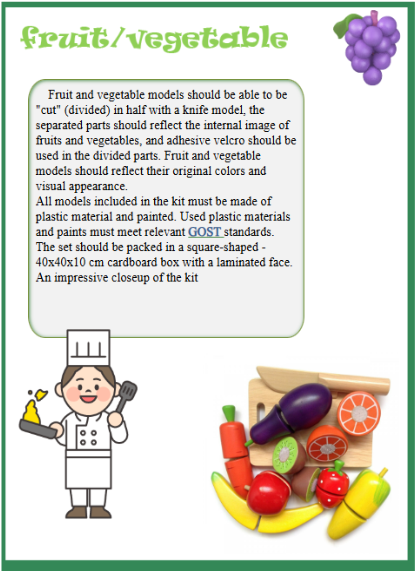 fruit/vegetable
Fruit and vegetable models should be able to be
"cut" (divided) in half with a knife model, the
separated parts should reflect the internal image of
fruits and vegetables, and adhesive velcro should be
used in the divided parts. Fruit and vegetable
models should reflect their original colors and
visual appearance.
All models included in the kit must be made of
plastic material and painted. Used plastic materials
and paints must meet relevant GOST standards.
The set should be packed in a square-shaped -
40x40x10 cm cardboard box with a laminated face.
An impressive closeup of the kit